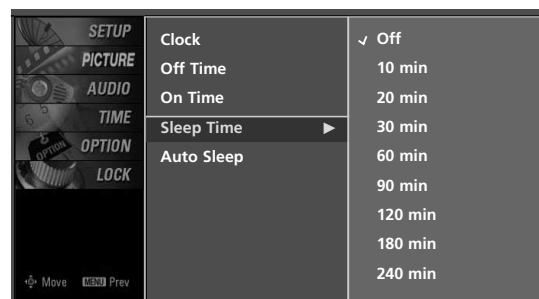 SETUP
PICTURE
AUDIO
TIME
OPTION
LOCK
Move MENU Prev
Clock
Off Time
On Time
Sleep Time
Auto Sleep
Off
10 min
20 min
30 min
60 min
90 min
120 min
180 min
240 min